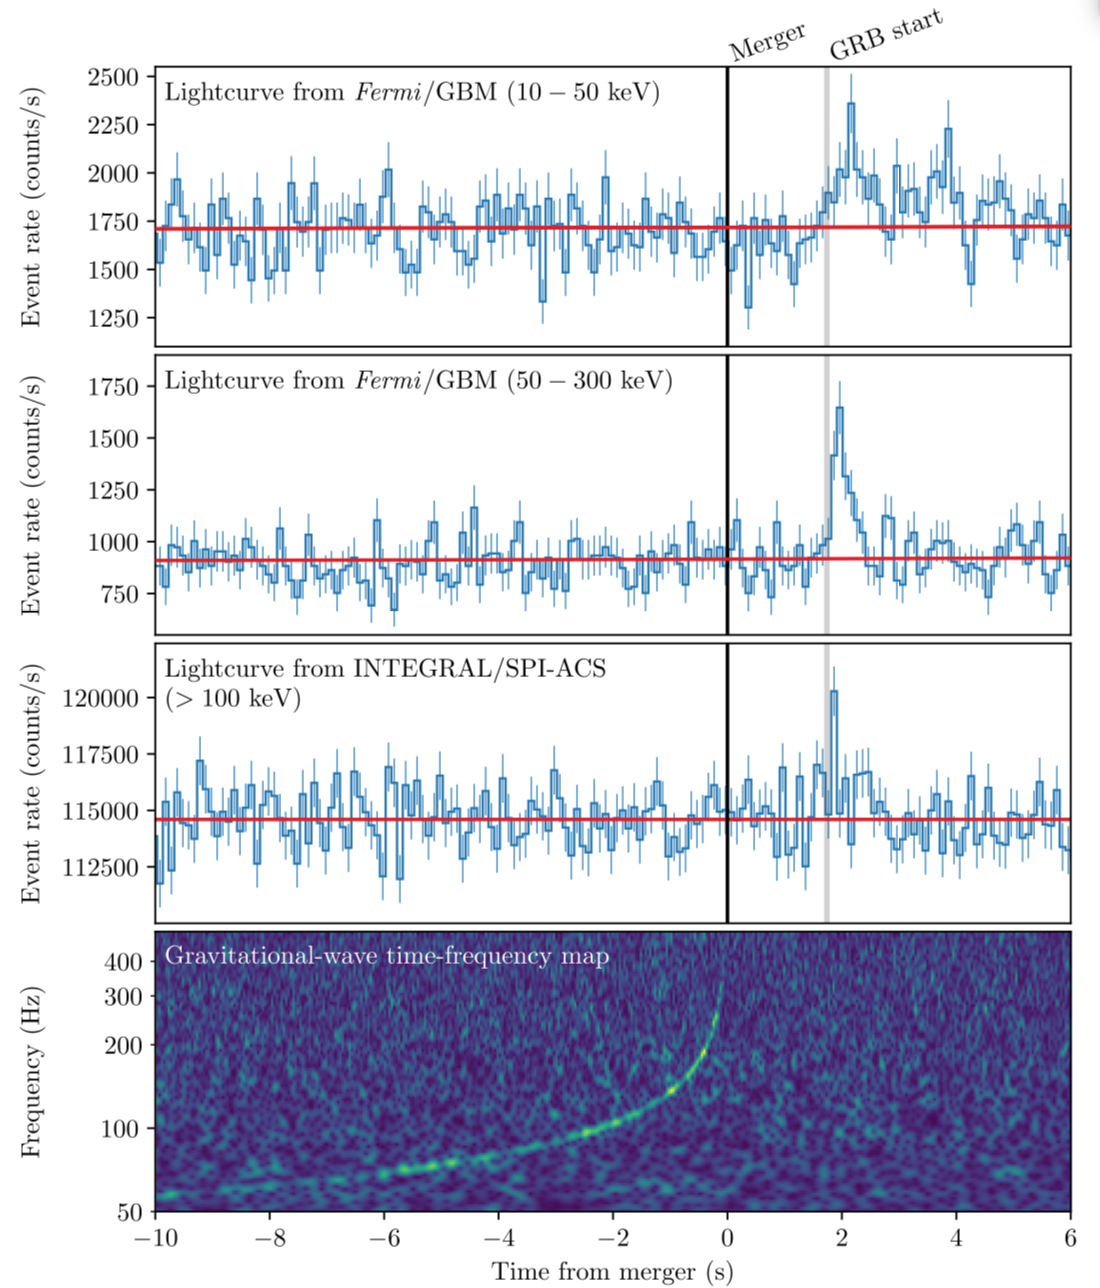 Merger GRB start
Lightcurve from Fermi/GBM (10 − 50 keV)
Event rate (counts/s)
2500
2250
2000
1750
1500
1250
Lightcurve from Fermi/GBM (50 − 300 keV)
Event rate (counts/s)
1750
1500
1250
1000
750
Lightcurve from INTEGRAL/SPI-ACS
(> 100 keV)
Event rate (counts/s)
120000
117500
115000
112500
Gravitational-wave time-frequency map
Frequency (Hz)
400
300
200
100
50
−10 −8 −6 −4 −2 0 2 4 6
Time from merger (s)